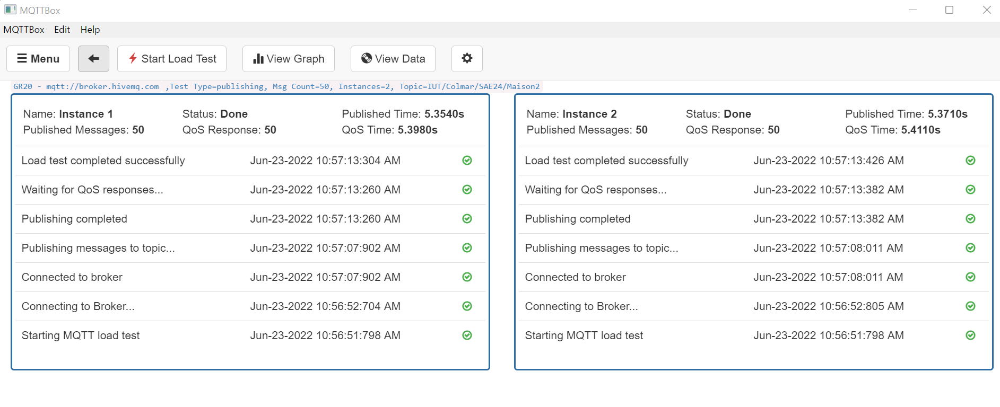 MQTTBox
MQTTBox Edit Help
Menu Start Load Test View Graph View Data
GR20 - mqtt://broker.hivemq.com ,Test Type=publishing, Msg Count=50, Instances=2, Topic=IUT/Colmar/SAE24/Maison2
Name: Instance 1 Status: Done Published Time: 5.3540s
Published Messages: 50 QoS Response: 50 QoS Time: 5.3980s
Load test completed successfully Jun-23-2022 10:57:13:304 AM
Waiting for QoS responses... Jun-23-2022 10:57:13:260 AM
Publishing completed Jun-23-2022 10:57:13:260 AM
Publishing messages to topic... Jun-23-2022 10:57:07:902 AM
Connected to broker Jun-23-2022 10:57:07:902 AM
Connecting to Broker... Jun-23-2022 10:56:52:704 AM
Starting MQTT load test Jun-23-2022 10:56:51:798 AM
Name: Instance 2 Status: Done Published Time: 5.3710s
Published Messages: 50 QoS Response: 50 QoS Time: 5.4110s
Load test completed successfully Jun-23-2022 10:57:13:426 AM
Waiting for QoS responses... Jun-23-2022 10:57:13:382 AM
Publishing completed Jun-23-2022 10:57:13:382 AM
Publishing messages to topic... Jun-23-2022 10:57:08:011 AM
Connected to broker Jun-23-2022 10:57:08:011 AM
Connecting to Broker... Jun-23-2022 10:56:52:805 AM
Starting MQTT load test Jun-23-2022 10:56:51:798 AM